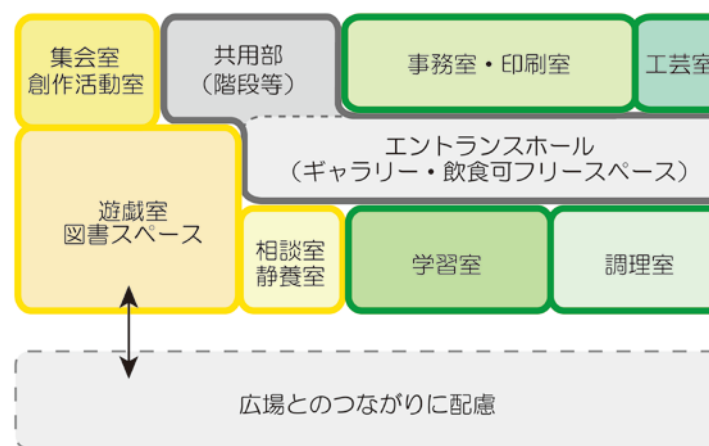 集会室
創作活動室
共用部
（階段等）
事務室・印刷室
工芸室
エントランスホール
（ギャラリー・飲食可フリースペース）
遊戯室
図書スペース
相談室
静養室
学習室
調理室
広場とのつながりに配慮